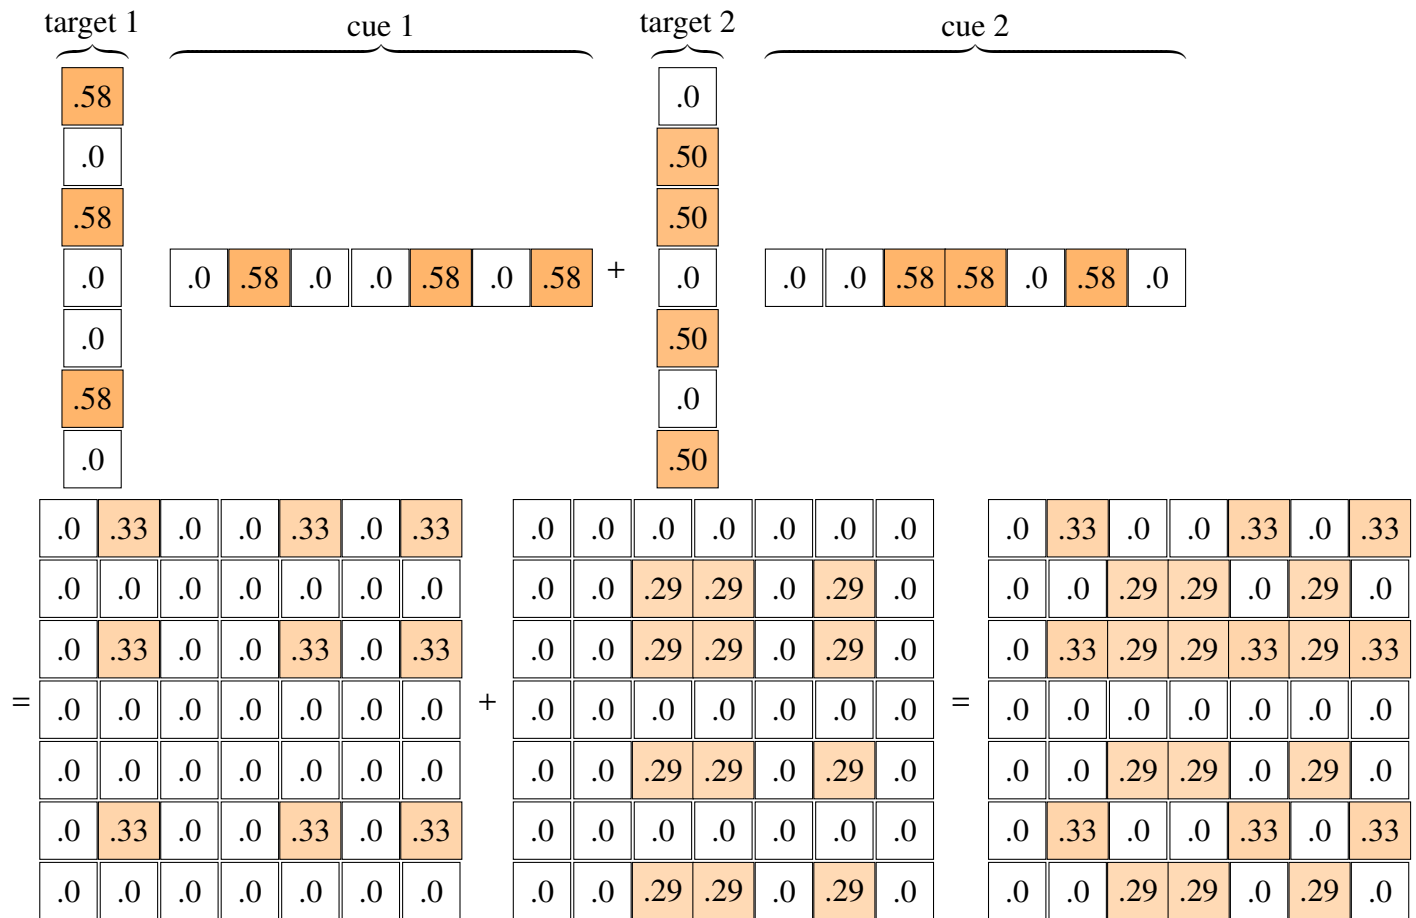 target 1 cue 1 target 2 cue 2
.58 .0
.0 .50
.58 .50
.0 .0 .58 .0 .0 .58 .0 .58 + .0 .0 .0 .58 .58 .0 .58 .0
.0 .50
.58 .0
.0 .50
.0 .33 .0 .0 .33 .0 .33 .0 .0 .0 .0 .0 .0 .0 .0 .33 .0 .0 .33 .0 .33
.0 .0 .0 .0 .0 .0 .0 .0 .0 .29 .29 .0 .29 .0 .0 .0 .29 .29 .0 .29 .0
.0 .33 .0 .0 .33 .0 .33 .0 .0 .29 .29 .0 .29 .0 .0 .33 .29 .29 .33 .29 .33
= .0 .0 .0 .0 .0 .0 .0 + .0 .0 .0 .0 .0 .0 .0 = .0 .0 .0 .0 .0 .0 .0
.0 .0 .0 .0 .0 .0 .0 .0 .0 .29 .29 .0 .29 .0 .0 .0 .29 .29 .0 .29 .0
.0 .33 .0 .0 .33 .0 .33 .0 .0 .0 .0 .0 .0 .0 .0 .33 .0 .0 .33 .0 .33
.0 .0 .0 .0 .0 .0 .0 .0 .0 .29 .29 .0 .29 .0 .0 .0 .29 .29 .0 .29 .0